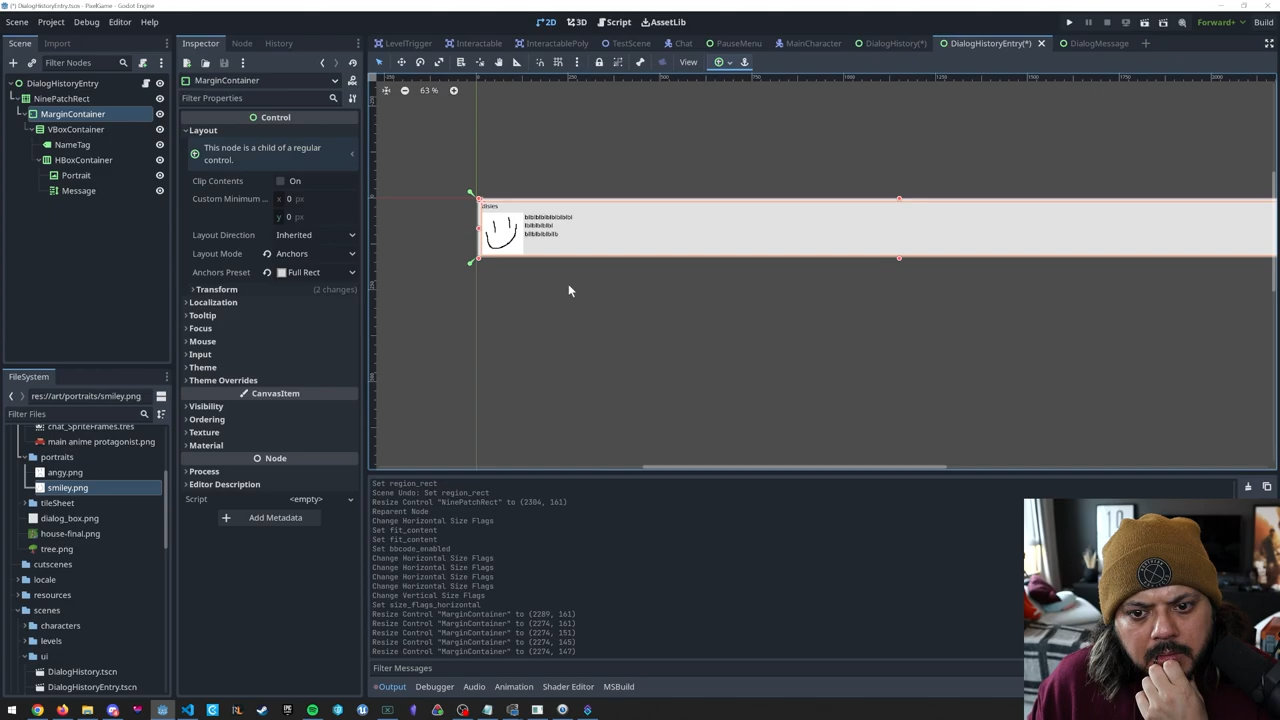 (*) DialogHistoryEntry.tscn - PixelGame - Godot Engine
Scene Project Debug Editor Help
2D 3D Script AssetLib
Forward+ Build
Scene Import
Filter Nodes
DialogHistoryEntry
NinePatchRect
MarginContainer
VBoxContainer
NameTag
HBoxContainer
Portrait
Message
FileSystem
res://art/portraits/smiley.png
Filter Files
chat_SpriteFrames.tres
main anime protagonist.png
portraits
angy.png
smiley.png
tileSheet
dialog_box.png
house-final.png
tree.png
cutscenes
locale
resources
scenes
characters
levels
ui
DialogHistory.tscn
DialogHistoryEntry.tscn
Inspector Node History
MarginContainer
Filter Properties
Control
Layout
This node is a child of a regular
control.
Clip Contents On
Custom Minimum ... x 0 px
y 0 px
Layout Direction Inherited
Layout Mode Anchors
Anchors Preset Full Rect
Transform (2 changes)
Localization
Tooltip
Focus
Mouse
Input
Theme
Theme Overrides
CanvasItem
Visibility
Ordering
Texture
Material
Node
Process
Editor Description
Script <empty>
Add Metadata
LevelTrigger Interactable InteractablePoly TestScene Chat PauseMenu MainCharacter DialogHistory(*) DialogHistoryEntry(*) DialogMessage
View
63 %
Set region_rect
Scene Undo: Set region_rect
Resize Control "NinePatchRect" to (2304, 161)
Reparent Node
Change Horizontal Size Flags
Set fit_content
Set fit_content
Set bbcode_enabled
Change Horizontal Size Flags
Change Horizontal Size Flags
Change Horizontal Size Flags
Change Horizontal Size Flags
Change Vertical Size Flags
Set size_flags_horizontal
Resize Control "MarginContainer" to (2289, 161)
Resize Control "MarginContainer" to (2274, 161)
Resize Control "MarginContainer" to (2274, 151)
Resize Control "MarginContainer" to (2274, 145)
Resize Control "MarginContainer" to (2274, 147)
Filter Messages
Output Debugger Audio Animation Shader Editor MSBuild